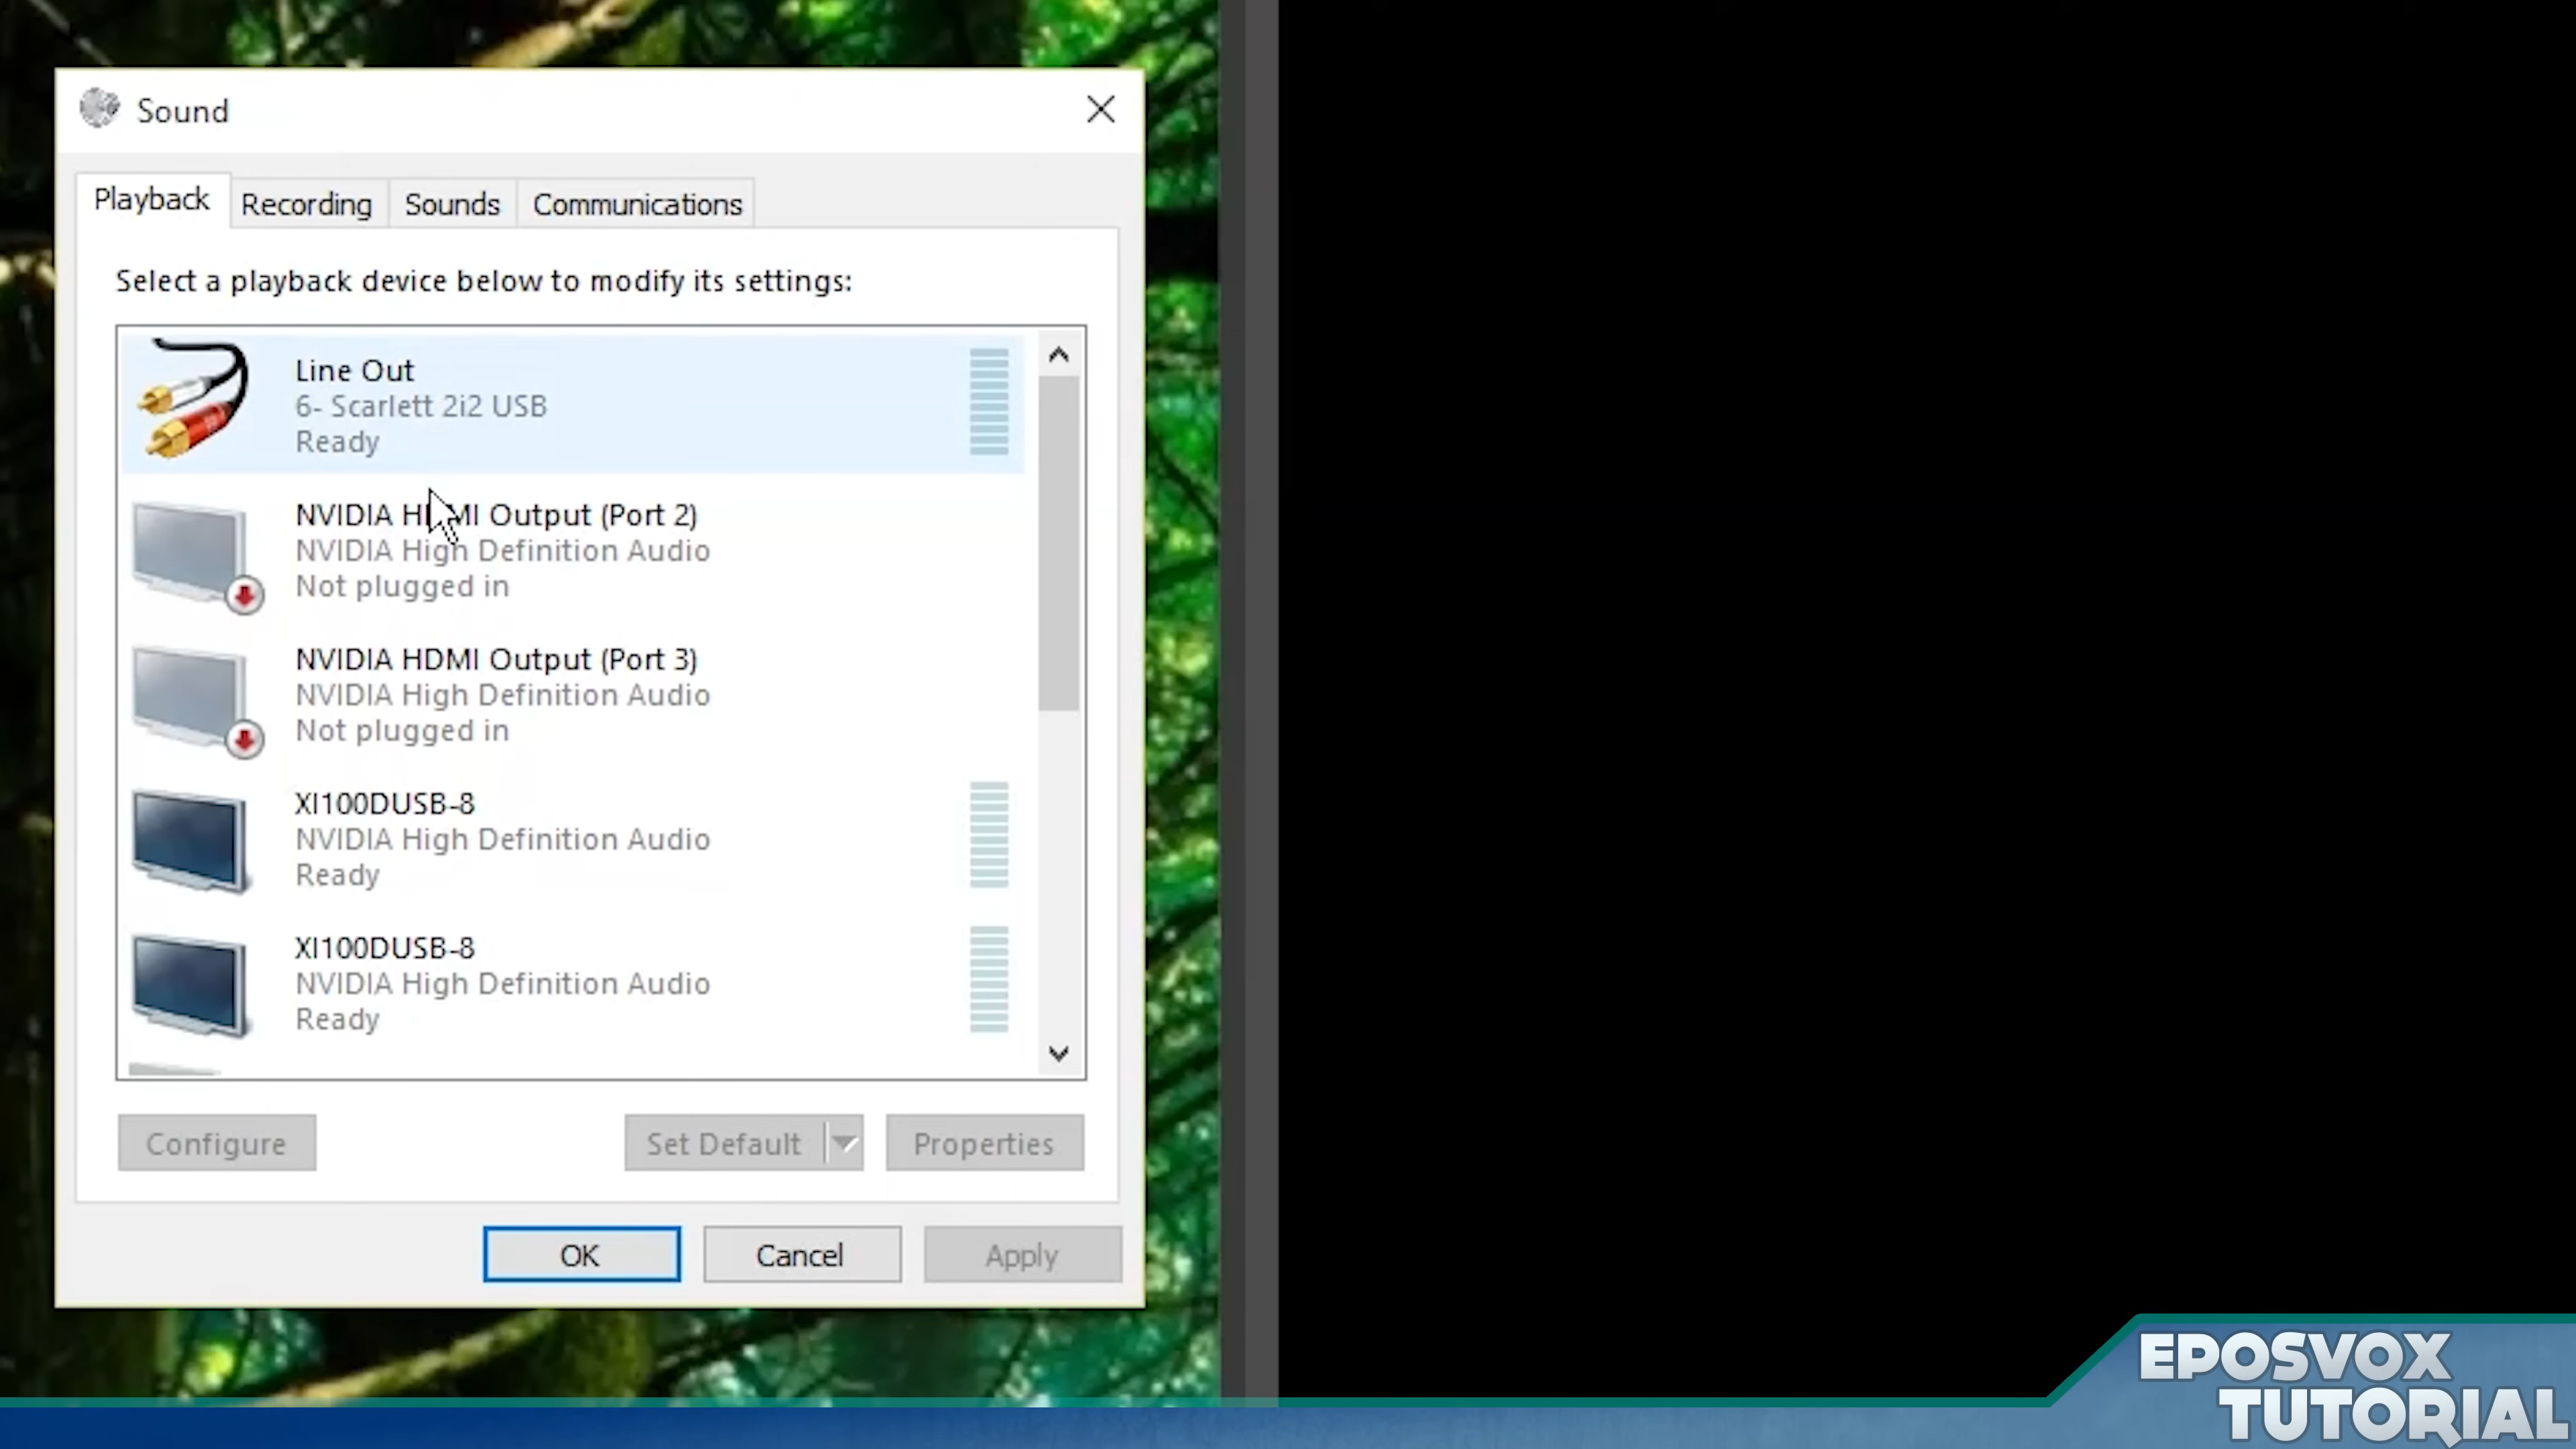 Sound
Playback
Recording
Sounds
Communications
Select a playback device below to modify its settings:
Line Out
6- Scarlett 2i2 USB
Ready
NVIDIA HDMI Output (Port 2)
NVIDIA High Definition Audio
Not plugged in
NVIDIA HDMI Output (Port 3)
NVIDIA High Definition Audio
Not plugged in
XI100DUSB-8
NVIDIA High Definition Audio
Ready
XI100DUSB-8
NVIDIA High Definition Audio
Ready
Configure
Set Default
Properties
OK
Cancel
Apply
EPOSVOX
TUTORIAL